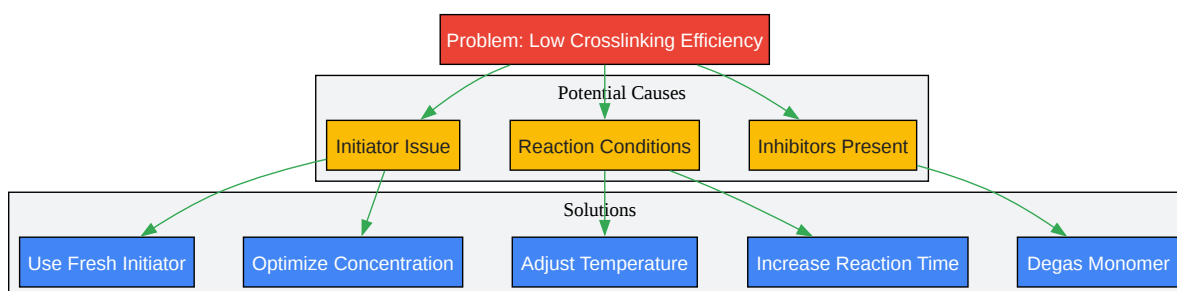 Problem: Low Crosslinking Efficiency
Potential Causes
Initiator Issue
Reaction Conditions
Inhibitors Present
Solutions
Use Fresh Initiator
Optimize Concentration
Adjust Temperature
Increase Reaction Time
Degas Monomer